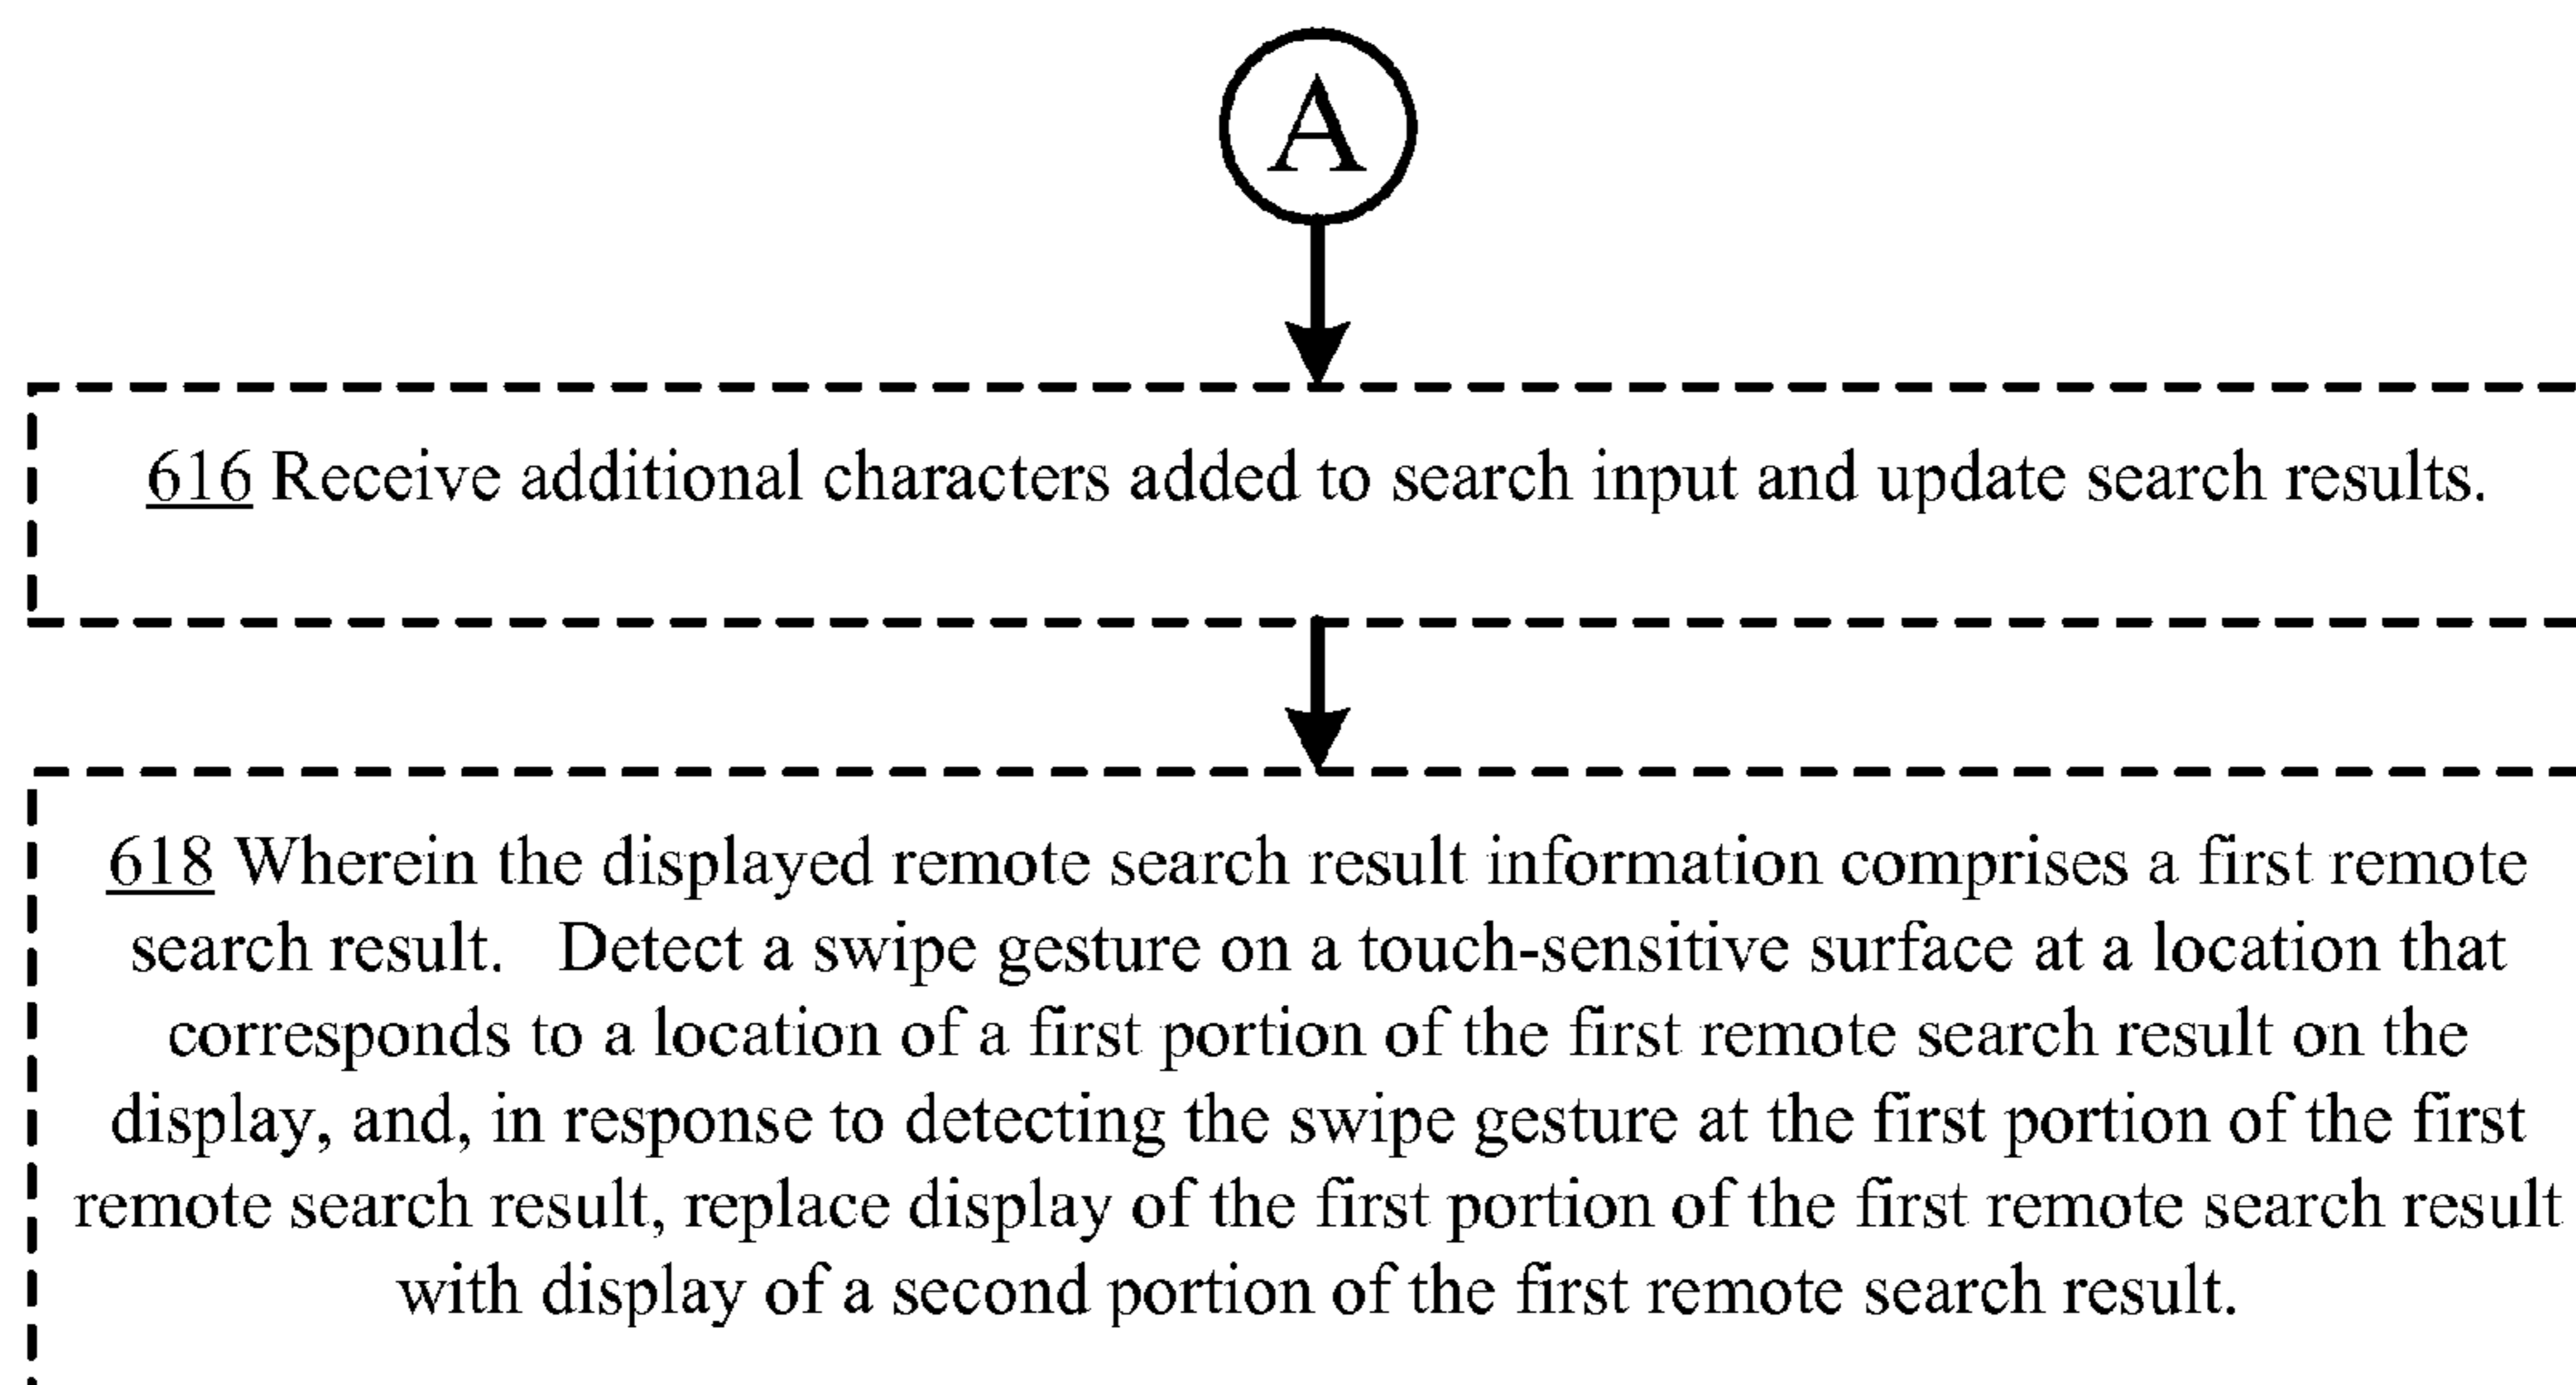 A
616 Receive additional characters added to search input and update search results.
618 Wherein the displayed remote search result information comprises a first remote
search result.   Detect a swipe gesture on a touch-sensitive surface at a location that
corresponds to a location of a first portion of the first remote search result on the
display, and, in response to detecting the swipe gesture at the first portion of the first
remote search result, replace display of the first portion of the first remote search result
with display of a second portion of the first remote search result.